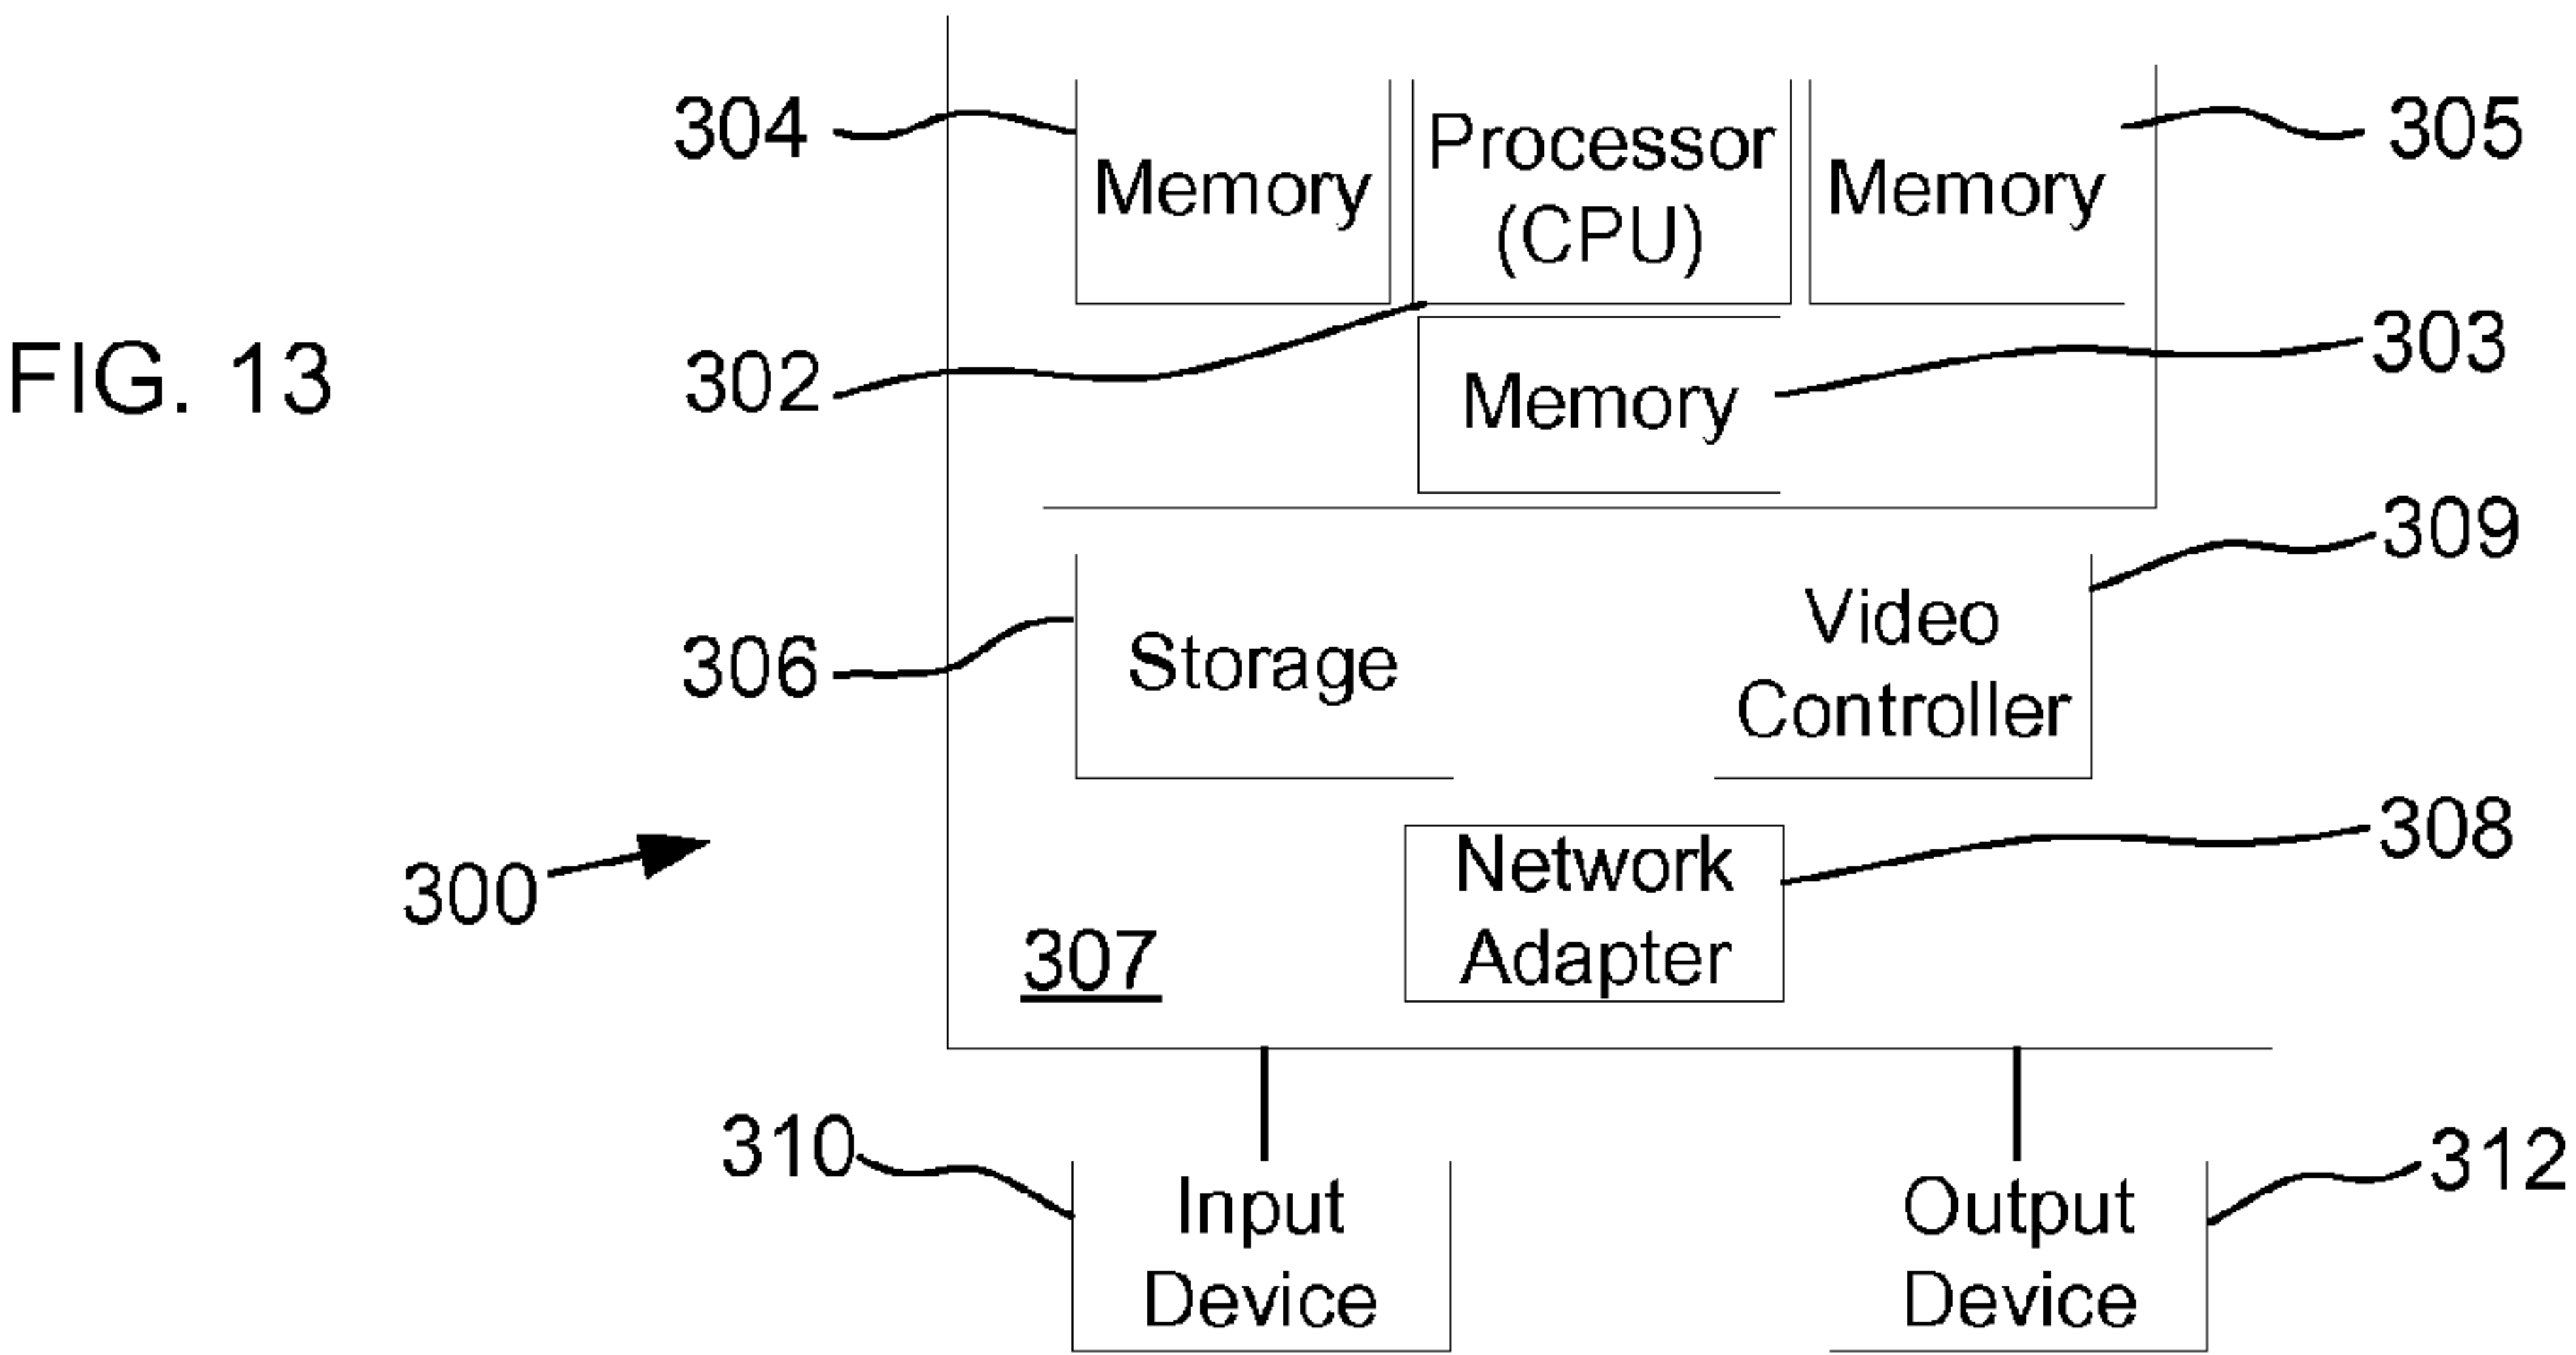 304
Memory
Processor
(CPU)
Memory
305
FIG. 13
302
Memory
303
309
306
Storage
Video
Controller
300
Network
Adapter
308
307
310
Input
Device
Output
Device
312